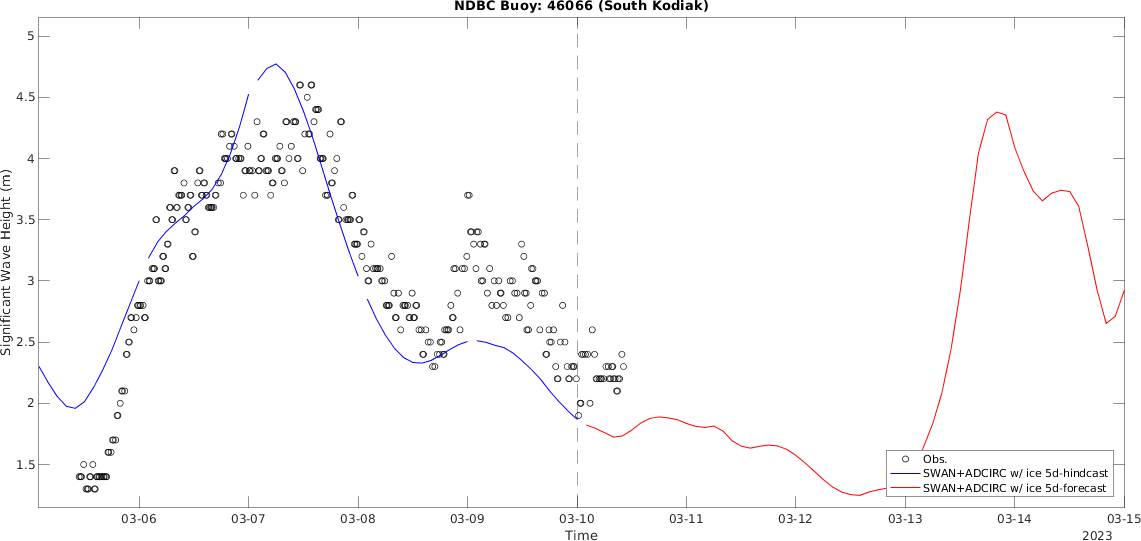 NDBC Buoy: 46066 (South Kodiak)
Significant Wave Height (m)
5
4.5
4
3.5
3
2.5
2
1.5
Obs.
SWAN+ADCIRC w/ ice 5d-hindcast
SWAN+ADCIRC w/ ice 5d-forecast
03-06 03-07 03-08 03-09 03-10 03-11 03-12 03-13 03-14 03-15
Time
2023